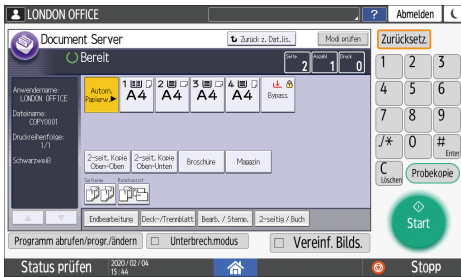 LONDON OFFICE
?
Abmelden
Document Server
Zurück z. Dat.lis.
Modi prüfen
Zurücksetz.
Bereit
Seite
2
Anzahl
1
Druck
0
1 2 3
4 5 6
7 8 9
./* 0 #
Enter
C
Löschen
Probekopie
Start
Anwendername:
LONDON OFFICE
Dateiname:
COPY0001
Druckreihenfolge:
1/1
Schwarzweiß
Autom.
Papierw.▶
1
A4
2
A4
3
A4
4
A4
Bypass
2-seit. Kopie
Oben-Oben
2-seit. Kopie
Oben-Unten
Broschüre
Magazin
Sortieren
Rotationssort
▲ ▼
Endbearbeitung
Deck-/Trennblatt
Bearb. / Stemp.
2-seitig / Buch
Programm abrufen/progr./ändern
Unterbrech.modus
Vereinf. Bilds.
Status prüfen
2020/02/04
15:44
Stopp